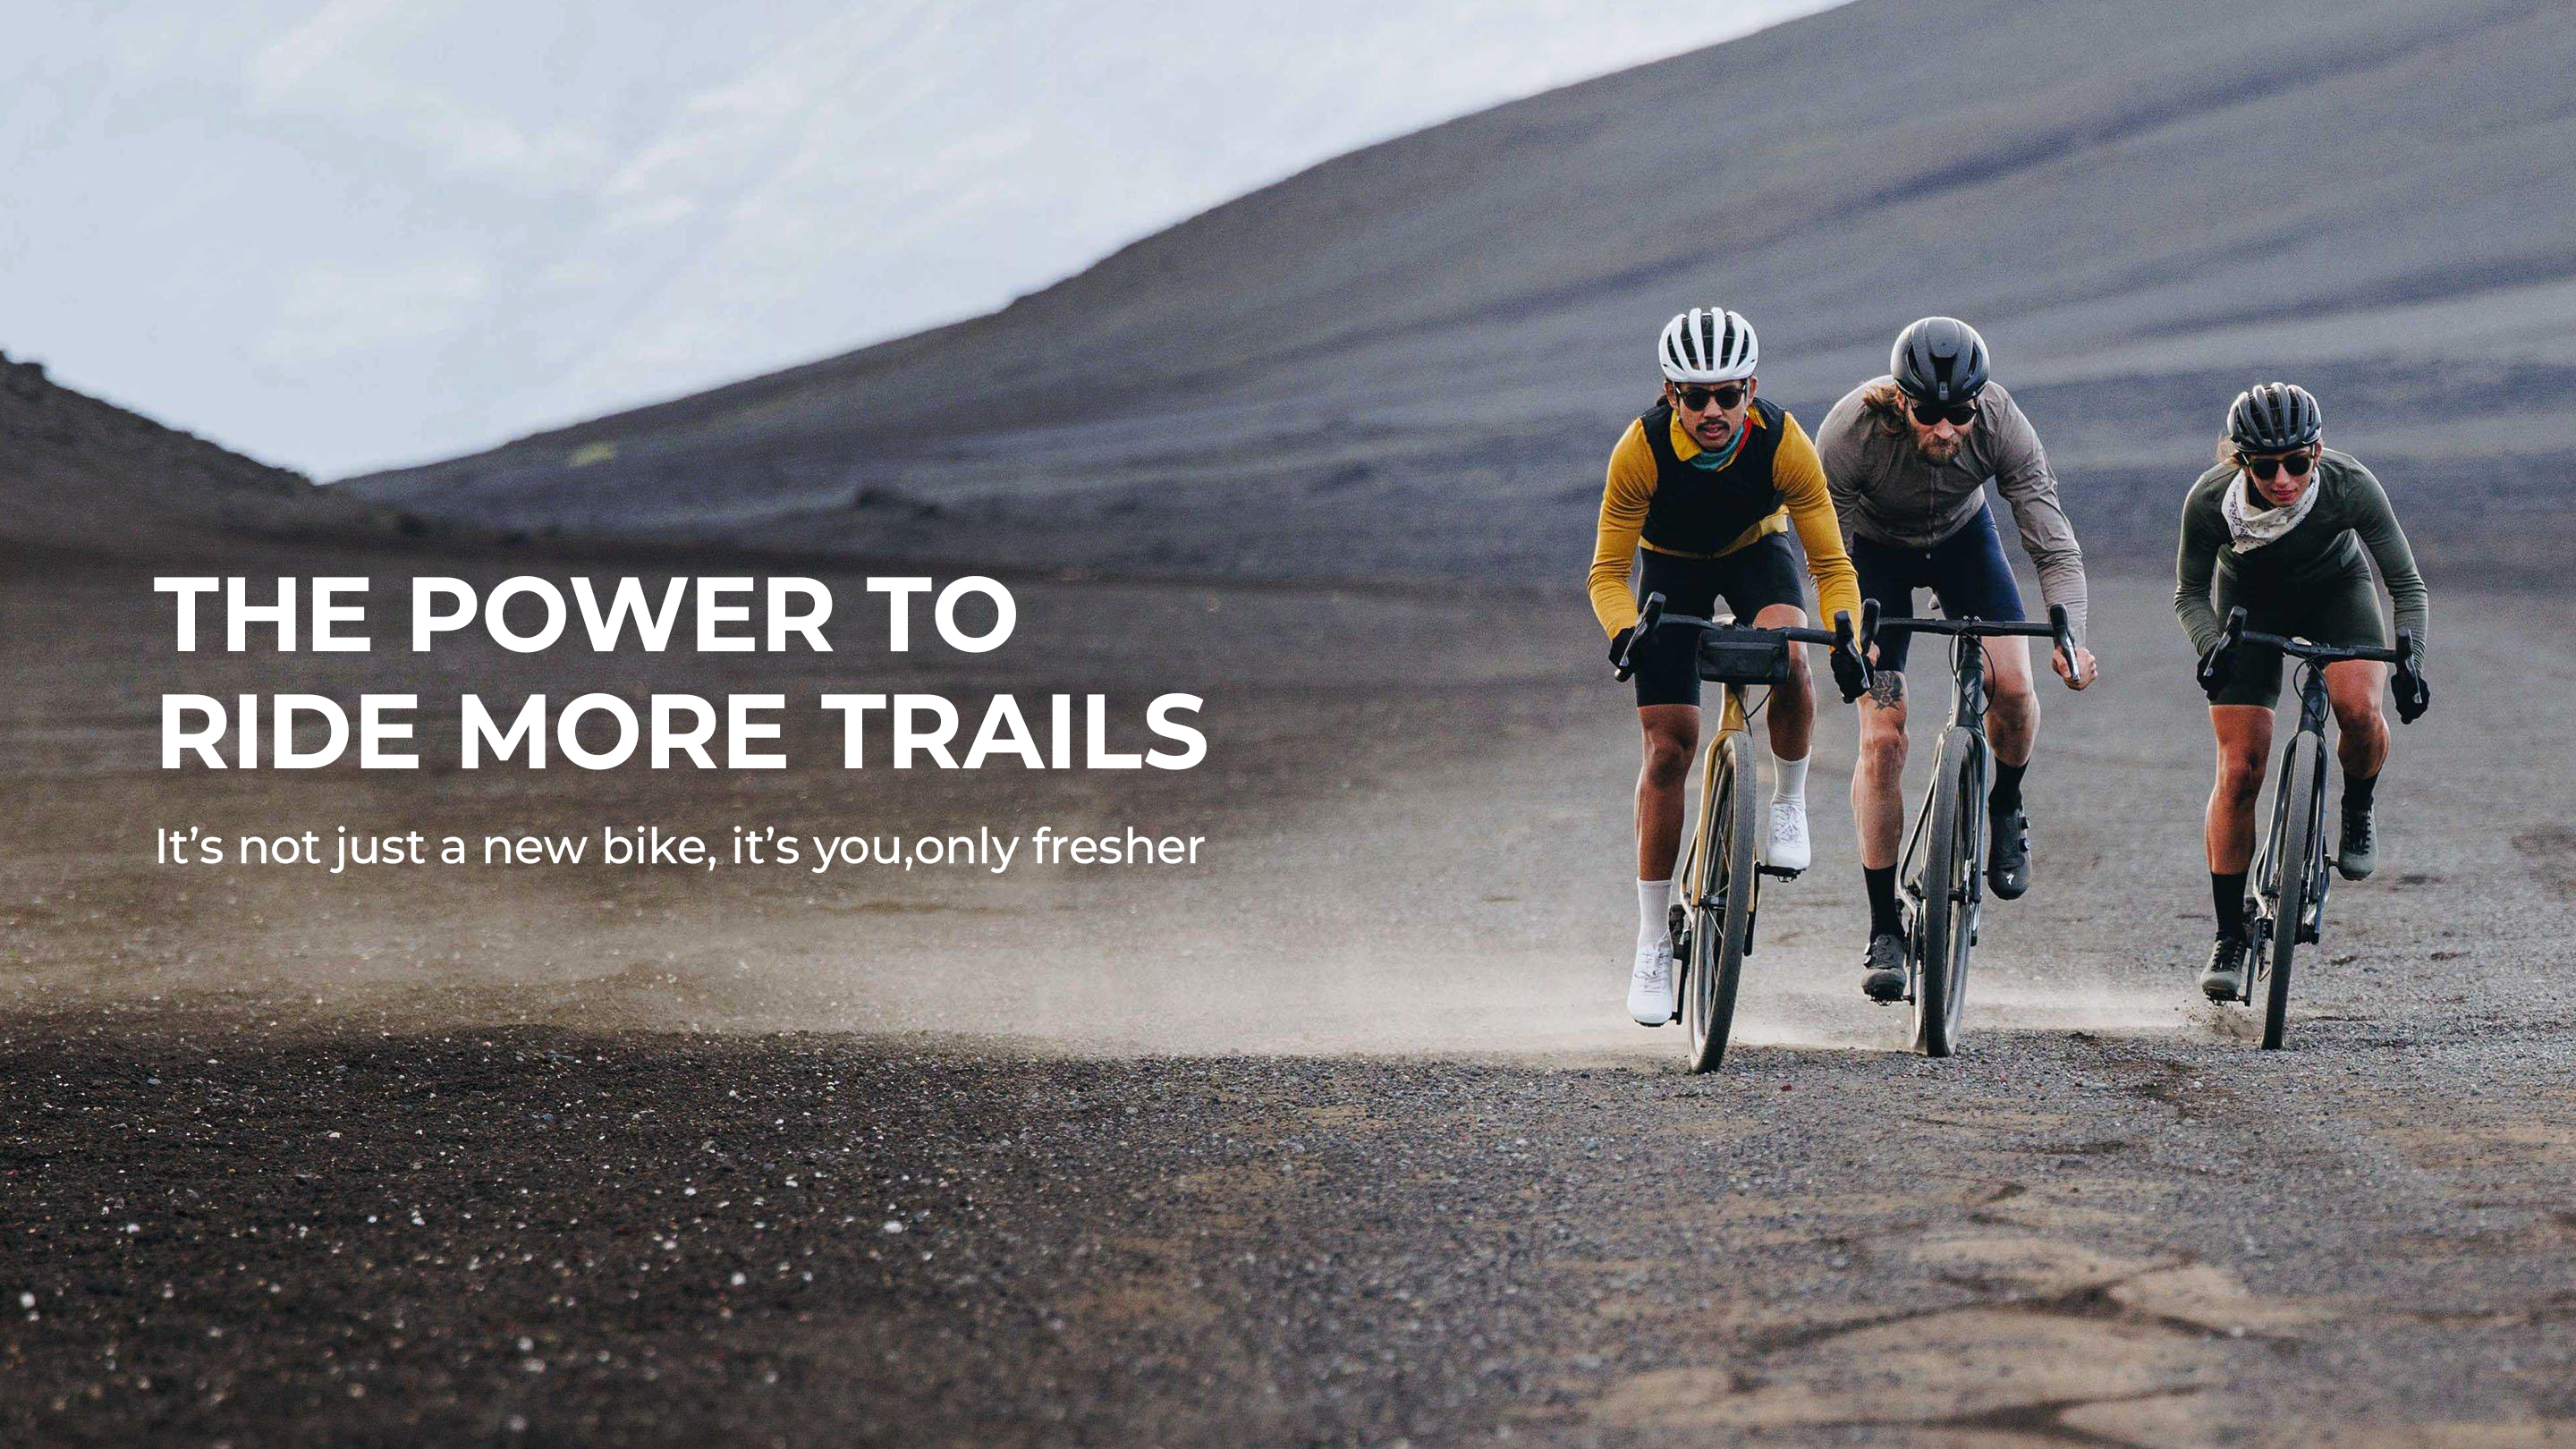 THE POWER TO
RIDE MORE TRAILS
It’s not just a new bike, it’s you,only fresher